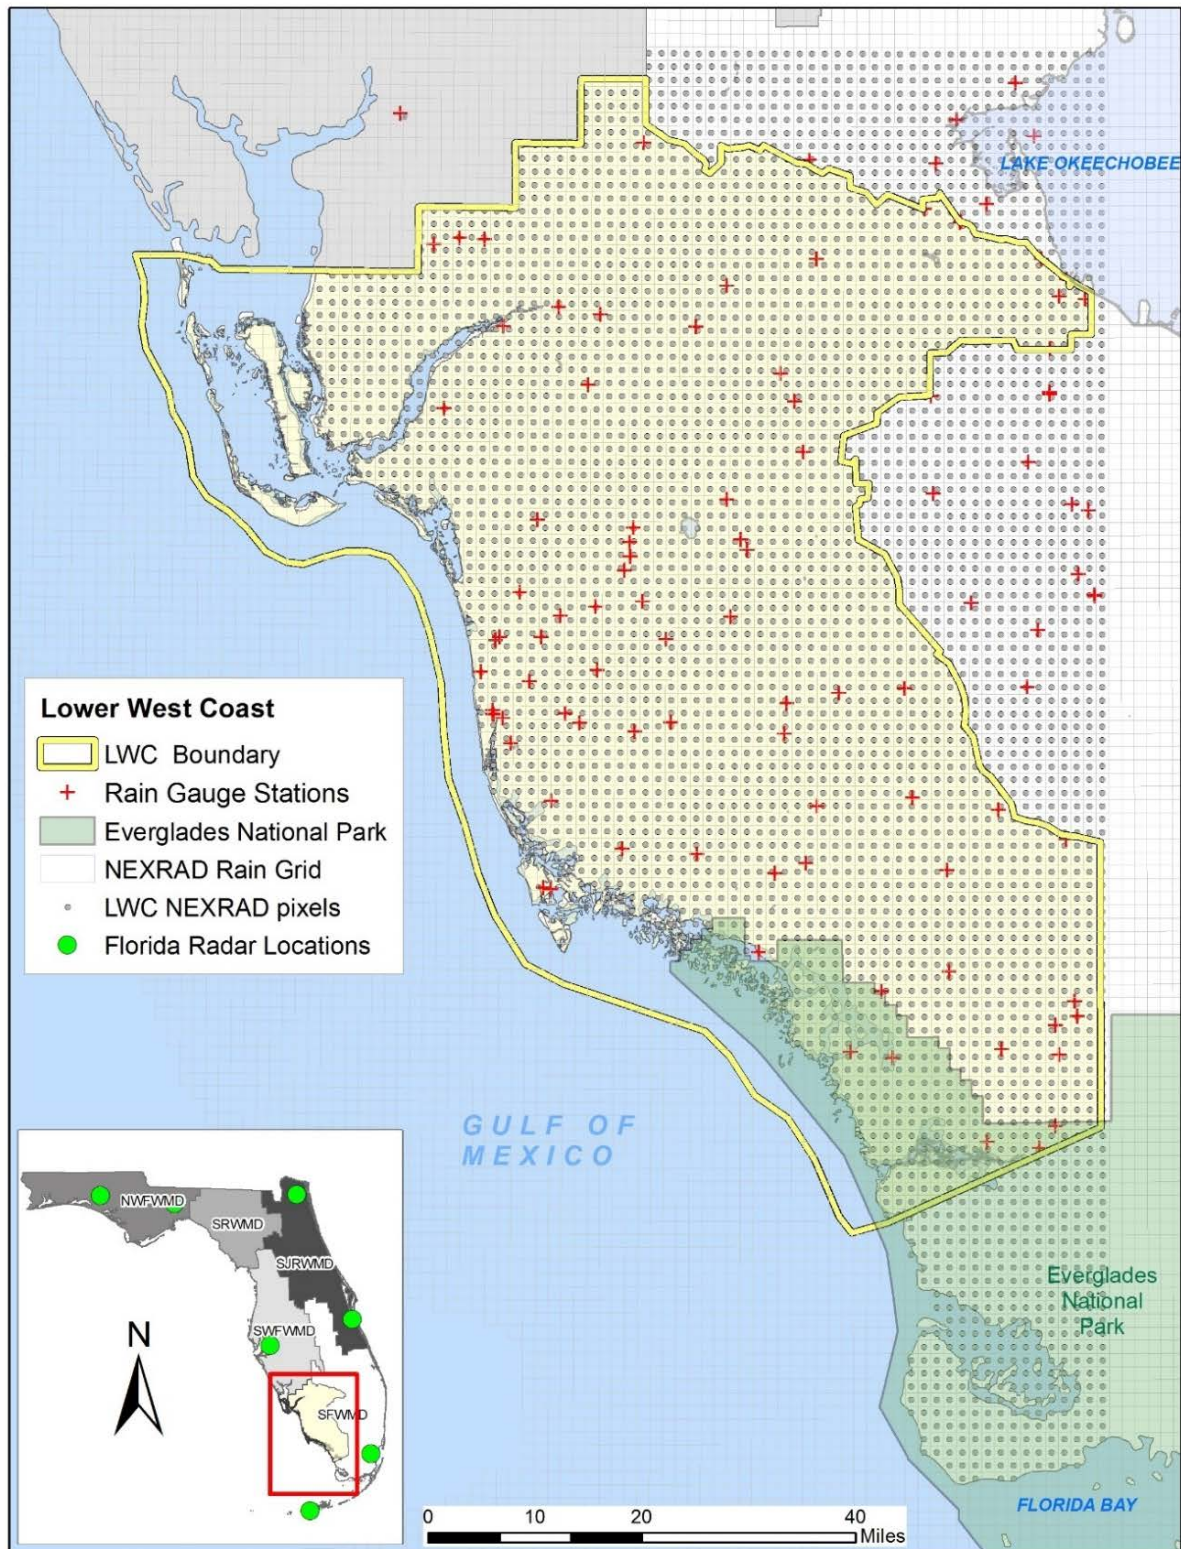 LAKE OKEECHOBEE
Lower West Coast
LWC Boundary
Rain Gauge Stations
Everglades National Park
NEXRAD Rain Grid
LWC NEXRAD pixels
Florida Radar Locations
GULF OF
MEXICO
NWFWMD
SRWMD
SJRWMD
SWFWMD
SFWMD
N
Everglades
National
Park
FLORIDA BAY
0 10 20 40
Miles